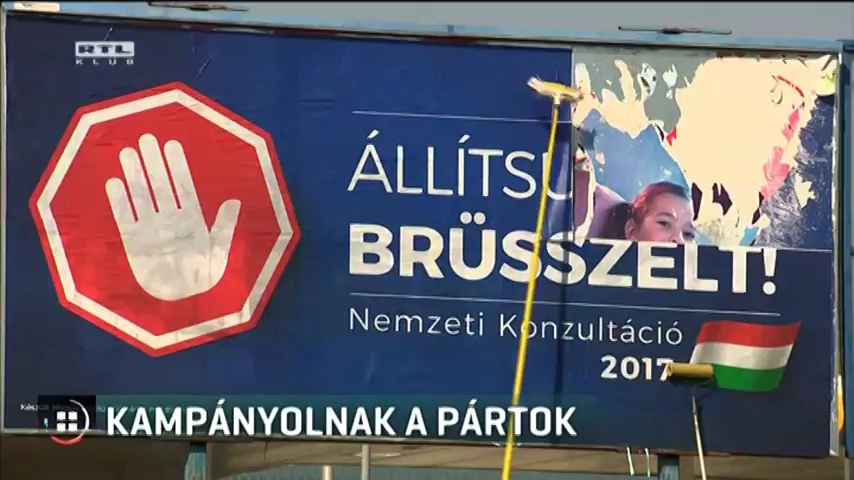 RTL
KLUB
ÁLLÍTSU
BRÜSSZELT!
Nemzeti Konzultáció
2017
KAMPÁNYOLNAK A PÁRTOK